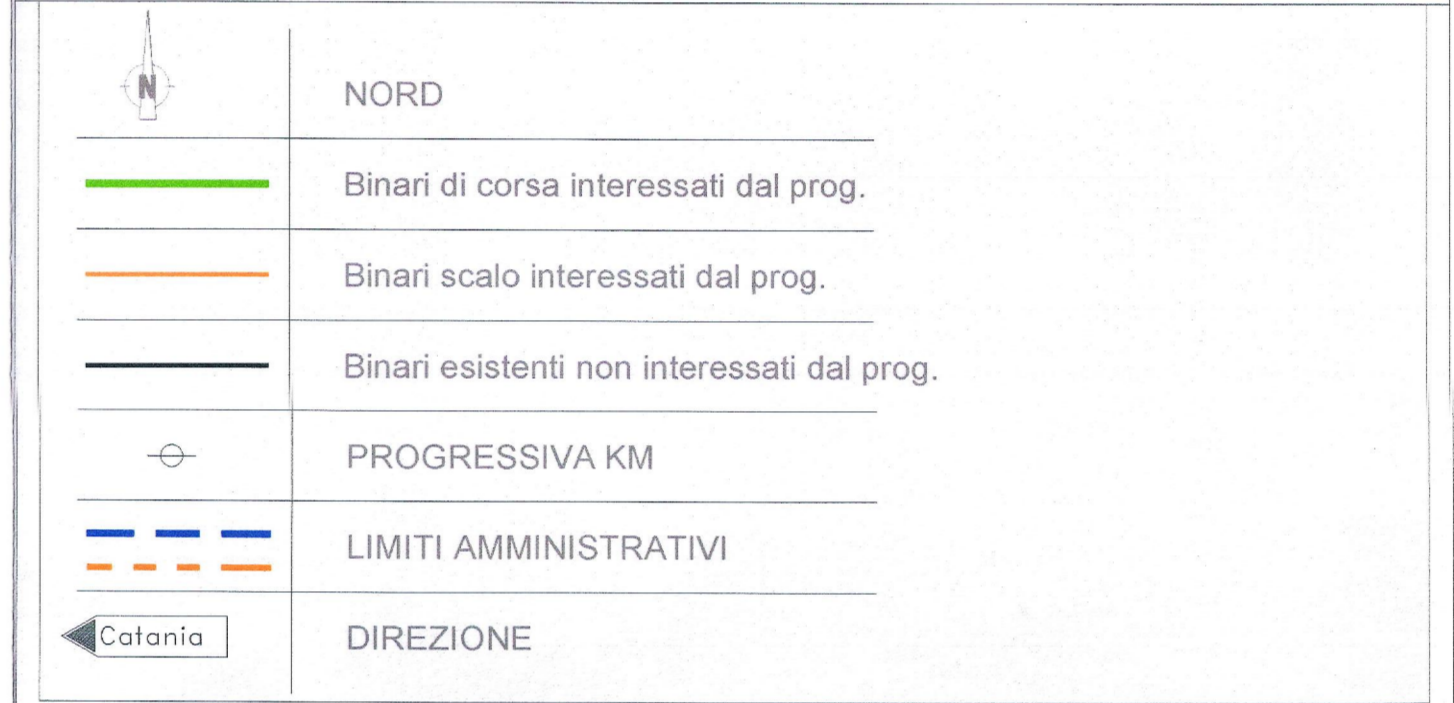 N
NORD
Binari di corsa interessati dal prog.
Binari scalo interessati dal prog.
Binari esistenti non interessati dal prog.
PROGRESSIVA KM
LIMITI AMMINISTRATIVI
Catania
DIREZIONE